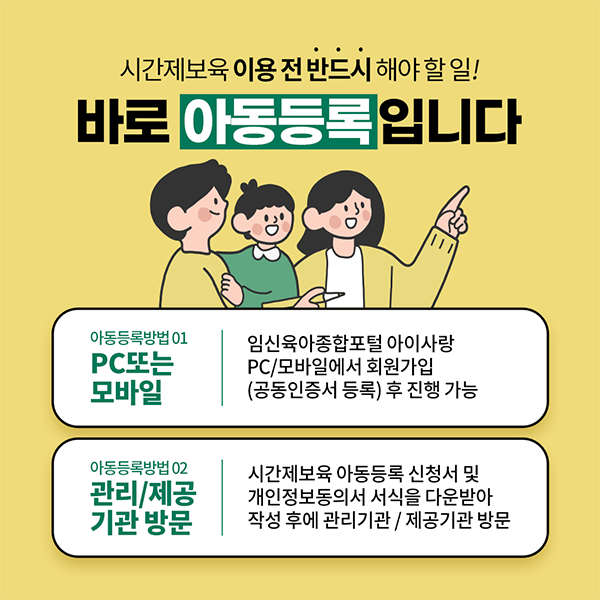 시간제보육 이용 전 반드시 해야 할 일!
바로 아동등록입니다
아동등록방법 01
PC또는
모바일
임신육아종합포털 아이사랑
PC/모바일에서 회원가입
(공동인증서 등록) 후 진행 가능
아동등록방법 02
관리/제공
기관 방문
시간제보육 아동등록 신청서 및
개인정보동의서 서식을 다운받아
작성 후에 관리기관 / 제공기관 방문